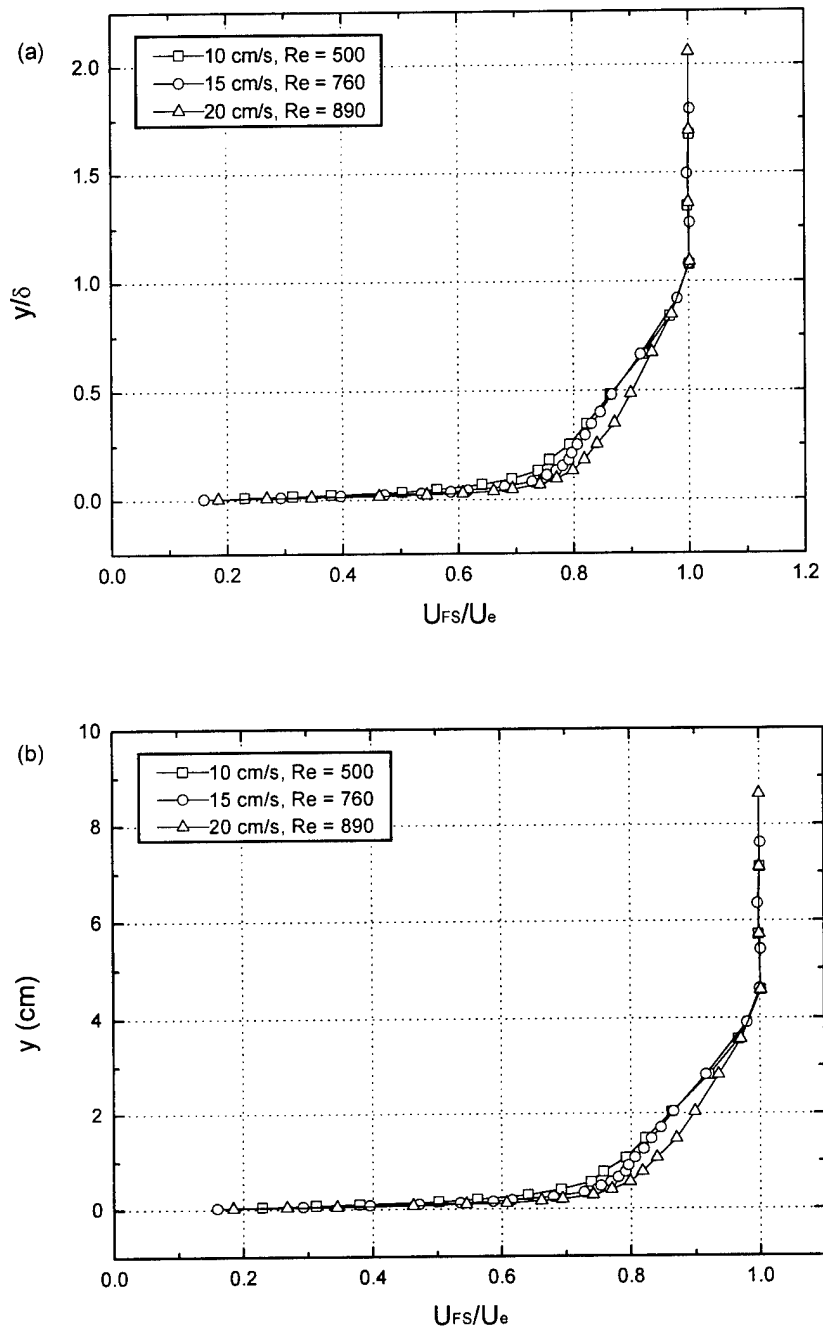 (a)
10 cm/s, Re = 500
15 cm/s, Re = 760
20 cm/s, Re = 890
2.0
1.5
1.0
0.5
0.0
y/δ
0.0 0.2 0.4 0.6 0.8 1.0 1.2
UFS/Ue
(b)
10 cm/s, Re = 500
15 cm/s, Re = 760
20 cm/s, Re = 890
10
8
6
4
2
0
y (cm)
0.0 0.2 0.4 0.6 0.8 1.0
UFS/Ue